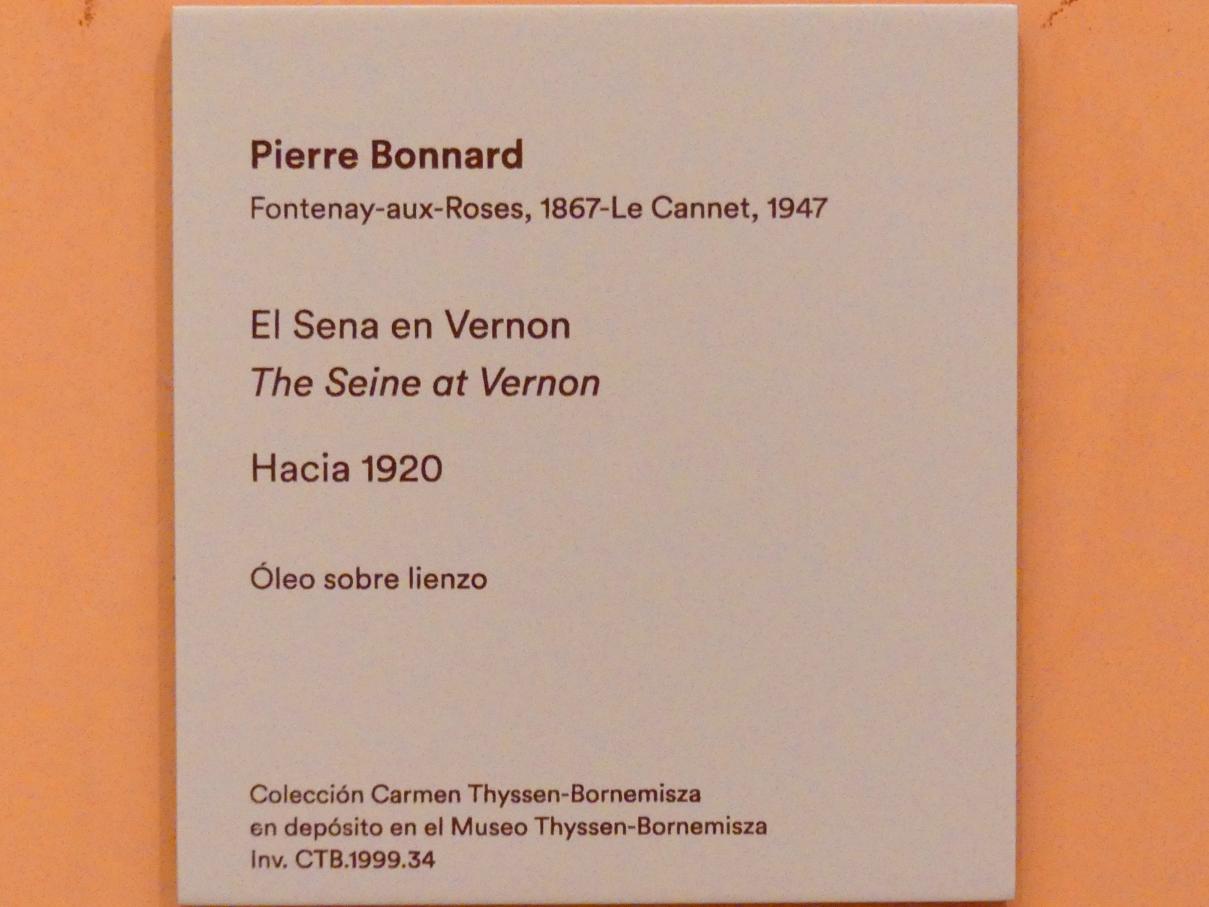 Pierre Bonnard
Fontenay-aux-Roses, 1867-Le Cannet, 1947
El Sena en Vernon
The Seine at Vernon
Hacia 1920
Óleo sobre lienzo
Colección Carmen Thyssen-Bornemisza
en depósito en el Museo Thyssen-Bornemisza
Inv. CTB.1999.34